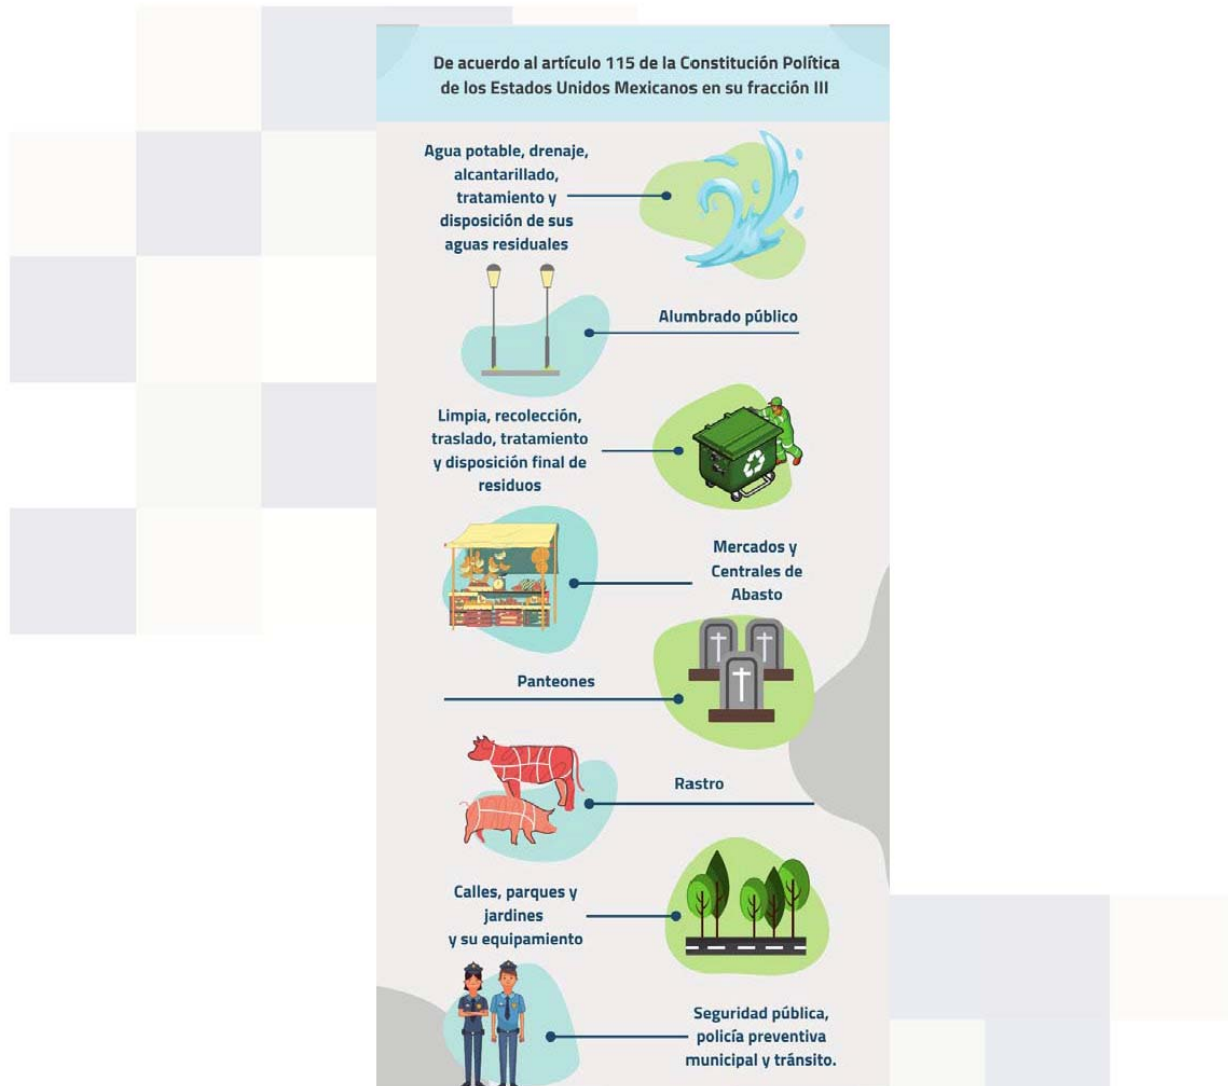 De acuerdo al artículo 115 de la Constitución Política
de los Estados Unidos Mexicanos en su fracción III
Agua potable, drenaje,
alcantarillado,
tratamiento y
disposición de sus
aguas residuales
Alumbrado público
Limpia, recolección,
traslado, tratamiento
y disposición final de
residuos
Mercados y
Centrales de
Abasto
Panteones
Rastro
Calles, parques y
jardines
y su equipamiento
Seguridad pública,
policía preventiva
municipal y tránsito.